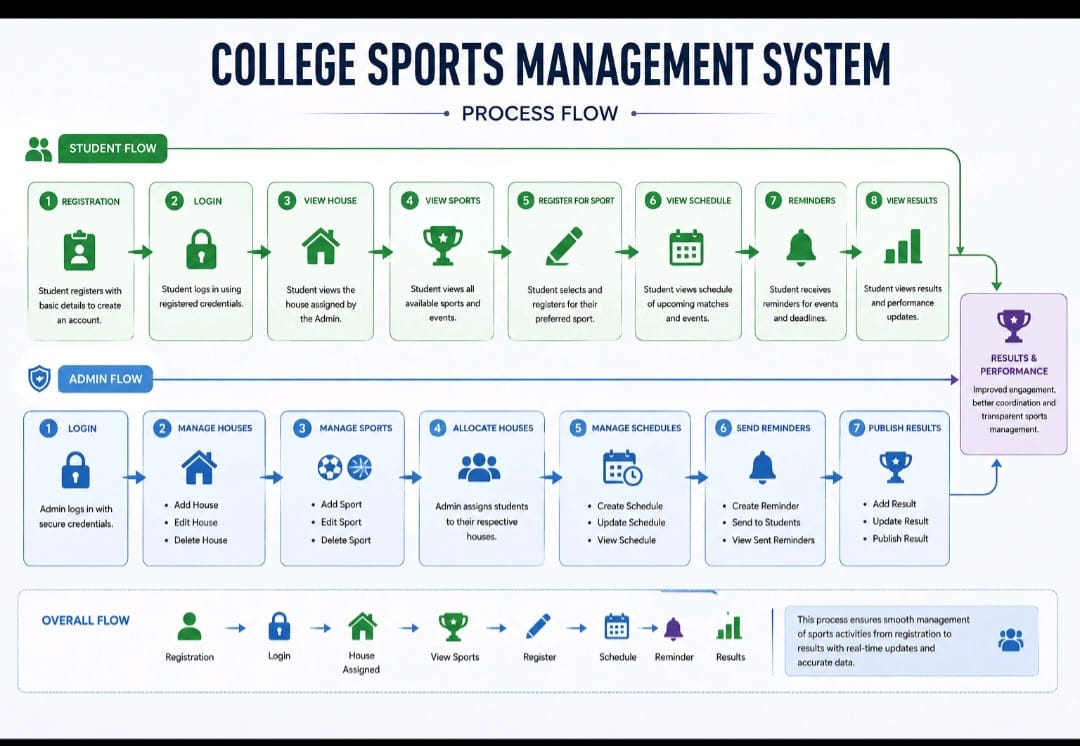 COLLEGE SPORTS MANAGEMENT SYSTEM
PROCESS FLOW
STUDENT FLOW
1 REGISTRATION
Student registers with
basic details to create
an account.
2 LOGIN
Student logs in using
registered credentials.
3 VIEW HOUSE
Student views the
house assigned by
the Admin.
4 VIEW SPORTS
Student views all
available sports and
events.
5 REGISTER FOR SPORT
Student selects and
registers for their
preferred sport.
6 VIEW SCHEDULE
Student views schedule
of upcoming matches
and events.
7 REMINDERS
Student receives
reminders for events
and deadlines.
8 VIEW RESULTS
Student views results
and performance
updates.
RESULTS &
PERFORMANCE
Improved engagement,
better coordination and
transparent sports
management.
ADMIN FLOW
1 LOGIN
Admin logs in with
secure credentials.
2 MANAGE HOUSES
• Add House
• Edit House
• Delete House
3 MANAGE SPORTS
• Add Sport
• Edit Sport
• Delete Sport
4 ALLOCATE HOUSES
Admin assigns students
to their respective
houses.
5 MANAGE SCHEDULES
• Create Schedule
• Update Schedule
• View Schedule
6 SEND REMINDERS
• Create Reminder
• Send to Students
• View Sent Reminders
7 PUBLISH RESULTS
• Add Result
• Update Result
• Publish Result
OVERALL FLOW
Registration
Login
House
Assigned
View Sports
Register
Schedule
Reminder
Results
This process ensures smooth management
of sports activities from registration to
results with real-time updates and
accurate data.